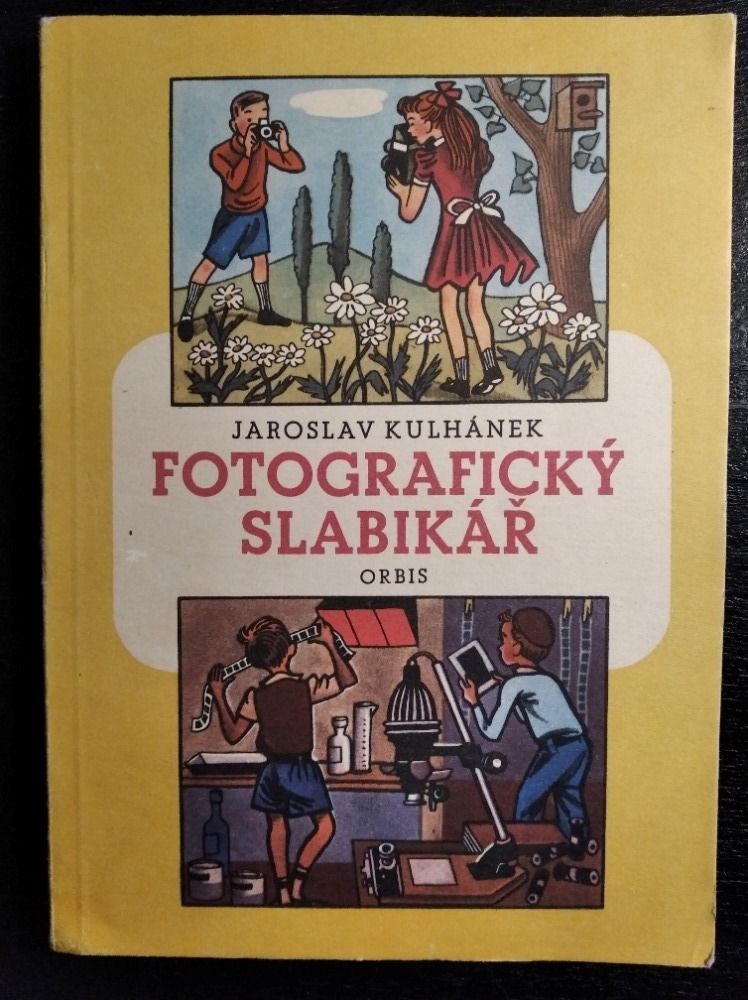 JAROSLAV KULHÁNEK
FOTOGRAFICKÝ
SLABIKÁŘ
ORBIS